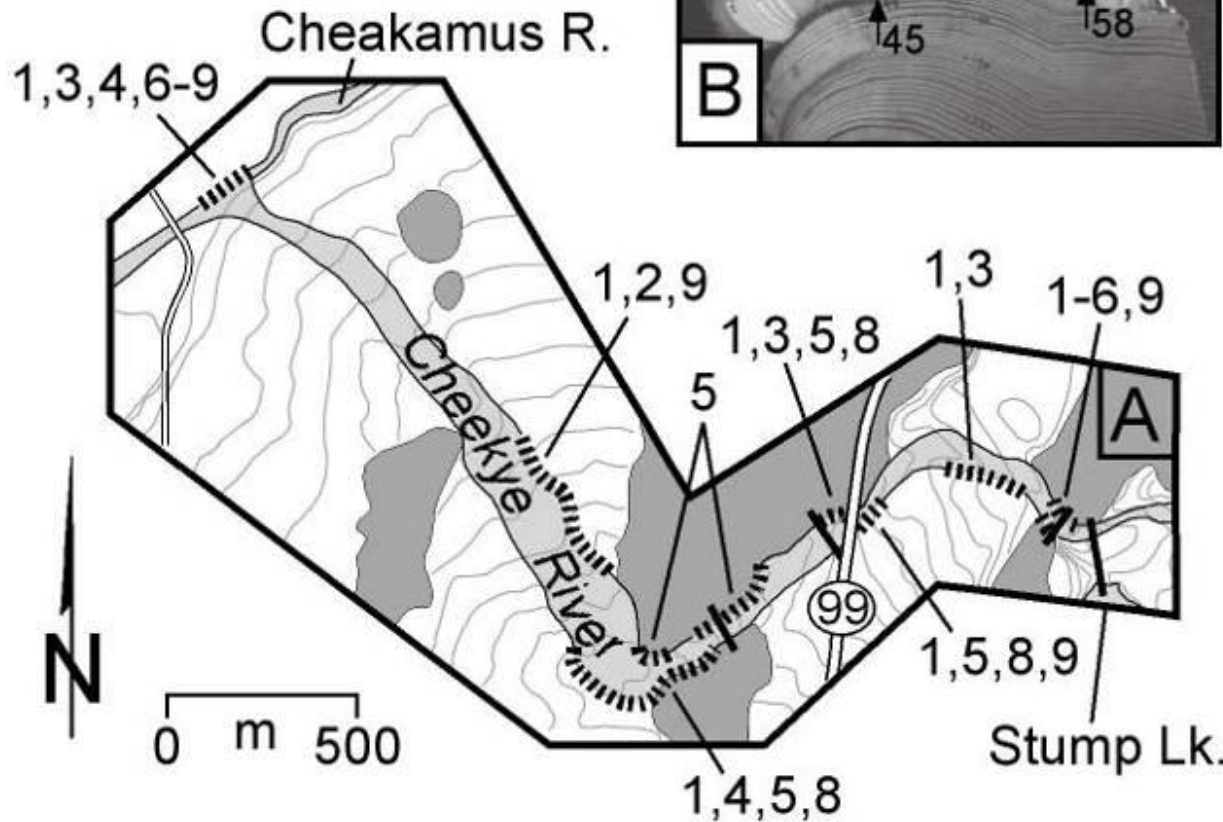 45
58
B
Cheakamus R.
1,3,4,6-9
1,2,9
1,3
1-6,9
1,3,5,8
5
A
Cheekye
River
99
N
0 m 500
1,5,8,9
Stump Lk.
1,4,5,8